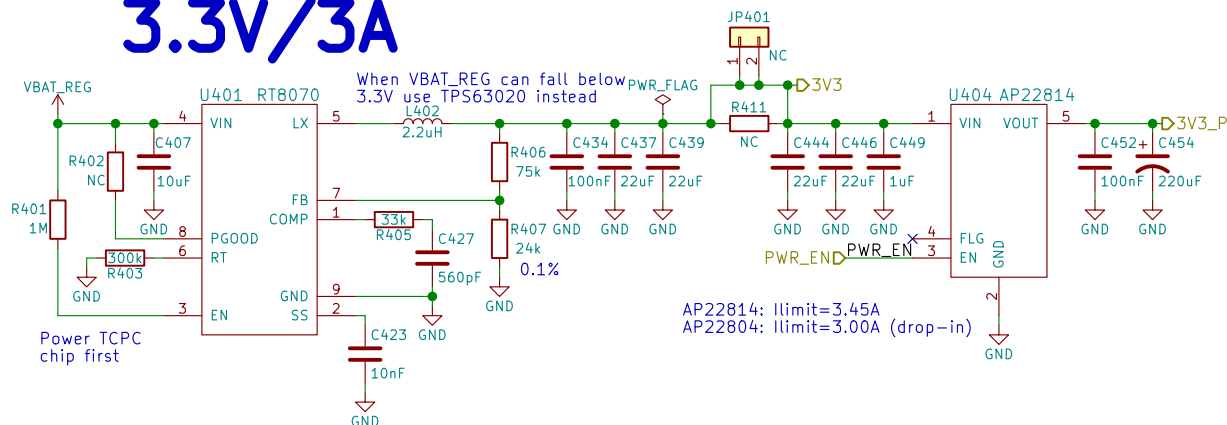 3.3V/3A
JP401
NC
1
2
When VBAT_REG can fall below
3.3V use TPS63020 instead
VBAT_REG
U401
RT8070
L402
2.2uH
PWR_FLAG
3V3
R411
NC
U404
AP22814
4
VIN
LX
5
1
VIN
VOUT
5
3V3_P
R402
NC
C407
10uF
GND
R406
75k
C434
100nF
GND
C437
22uF
GND
C439
22uF
GND
C444
22uF
GND
C446
22uF
GND
C449
1uF
GND
C452
100nF
GND
C454
+
220uF
GND
R401
1M
FB
7
COMP
1
33k
R405
C427
560pF
R407
24k
0.1%
GND
8
PGOOD
6
RT
300k
R403
GND
GND
9
SS
2
GND
3
EN
C423
10nF
GND
Power TCPC
chip first
4
FLG
3
EN
GND
2
GND
PWR_EN
PWR_EN
AP22814: Ilimit=3.45A
AP22804: Ilimit=3.00A (drop-in)